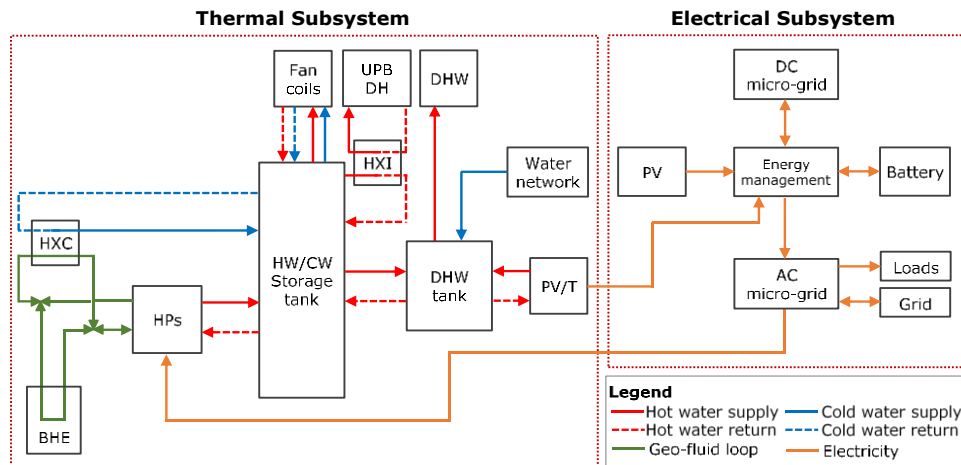 Thermal Subsystem
Electrical Subsystem
Fan
coils
UPB
DH
DHW
DC
micro-grid
HXI
Water
network
PV
Energy
management
Battery
HXC
HW/CW
Storage
tank
DHW
tank
PV/T
AC
micro-grid
Loads
Grid
HPs
BHE
Legend
Hot water supply
Cold water supply
Hot water return
Cold water return
Geo-fluid loop
Electricity